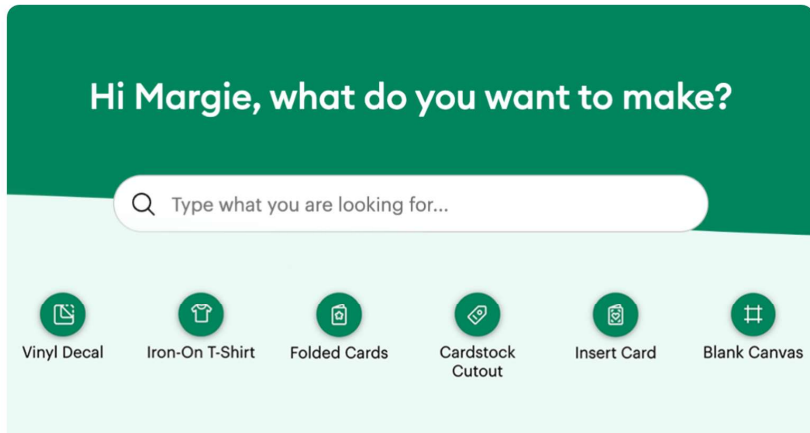 Hi Margie, what do you want to make?
Type what you are looking for...
Vinyl Decal
Iron-On T-Shirt
Folded Cards
Cardstock
Cutout
Insert Card
Blank Canvas